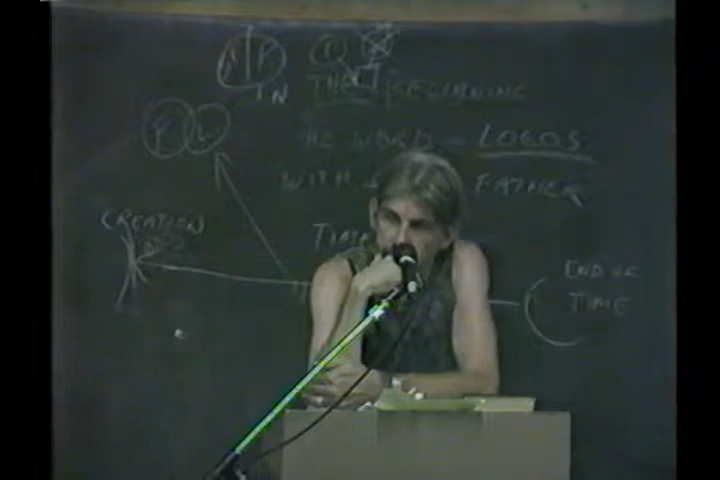 IN THE BEGINNING
THE WORD = LOGOS
WITH FATHER
CREATION
TIME
END OF
TIME